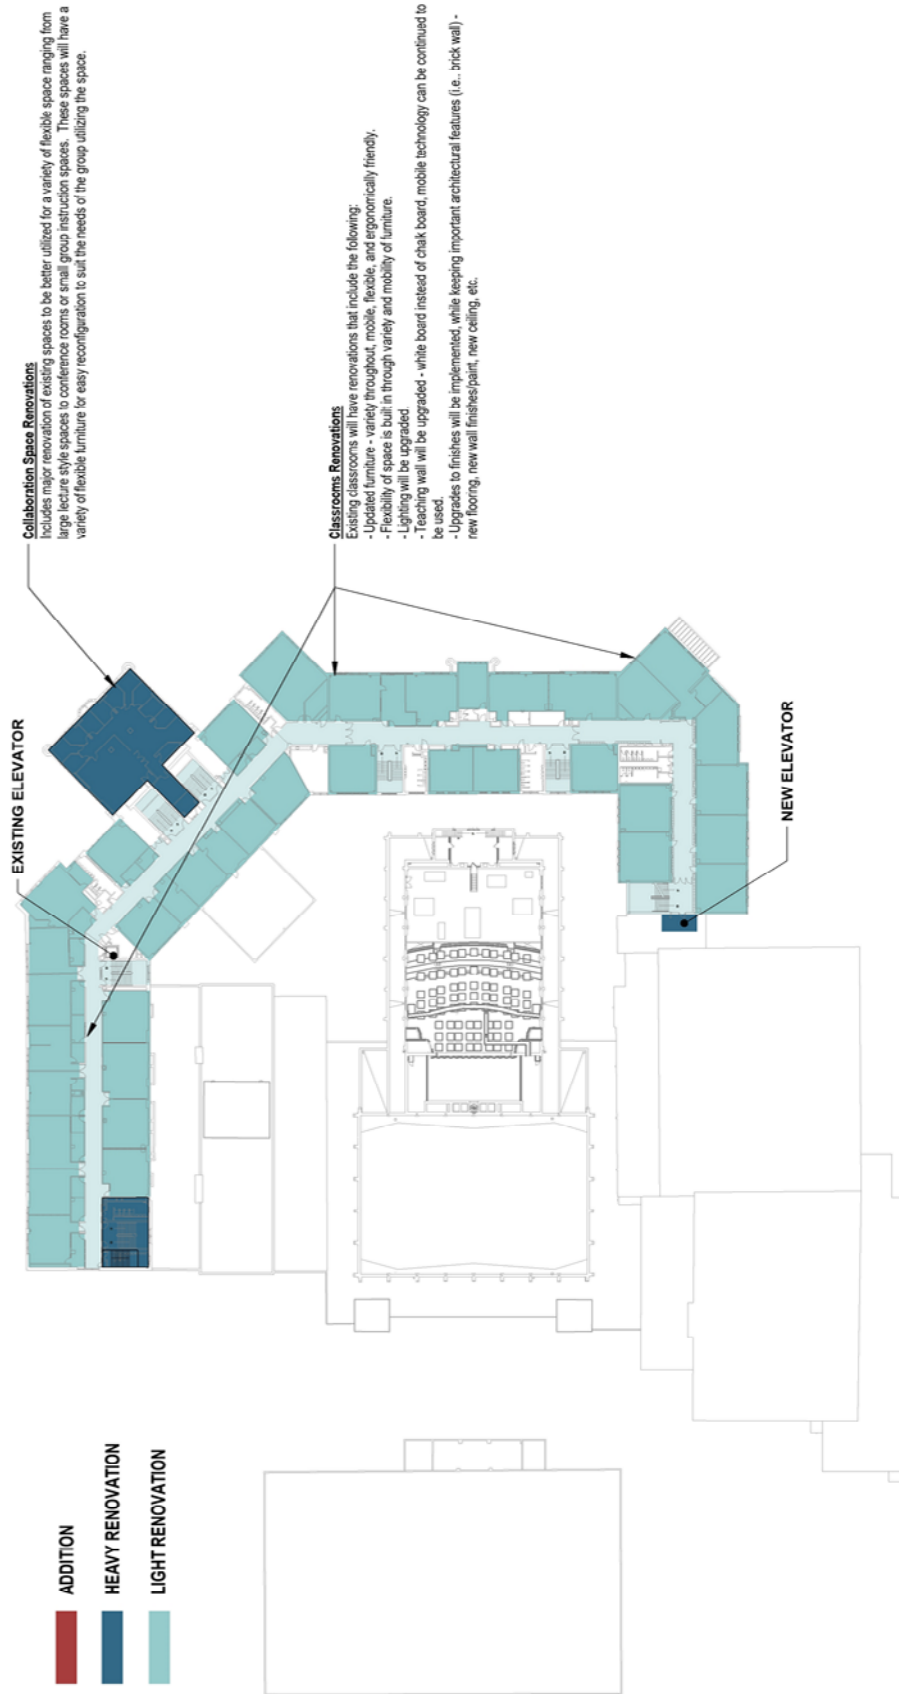 Collaboration Space Renovations
Includes major renovation of existing spaces to be better utilized for a variety of flexible space ranging from
large lecture style spaces to conference rooms or small group instruction spaces. These spaces will have a
variety of flexible furniture for easy reconfiguration to suit the needs of the group utilizing the space.
EXISTING ELEVATOR
Classrooms Renovations
Existing classrooms will have renovations that include the following:
- Updated furniture - variety throughout, mobile, flexible, and ergonomically friendly.
- Flexibility of space is built in through variety and mobility of furniture.
- Lighting will be upgraded.
- Teaching wall will be upgraded - white board instead of chak board, mobile technology can be continued to
be used.
- Upgrades to finishes will be implemented, while keeping important architectural features (i.e.. brick wall) -
new flooring, new wall finishes/paint, new ceiling, etc.
NEW ELEVATOR
ADDITION
HEAVY RENOVATION
LIGHT RENOVATION